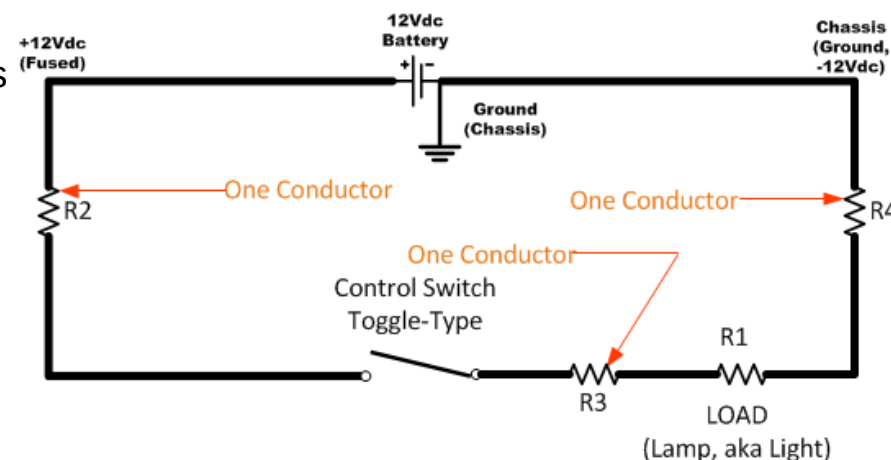 12Vdc
Battery
+12Vdc
(Fused)
Chassis
(Ground,
-12Vdc)
s
+ −
Ground
(Chassis)
One Conductor
R2
One Conductor
R4
One Conductor
Control Switch
Toggle-Type
R1
R3
LOAD
(Lamp, aka Light)